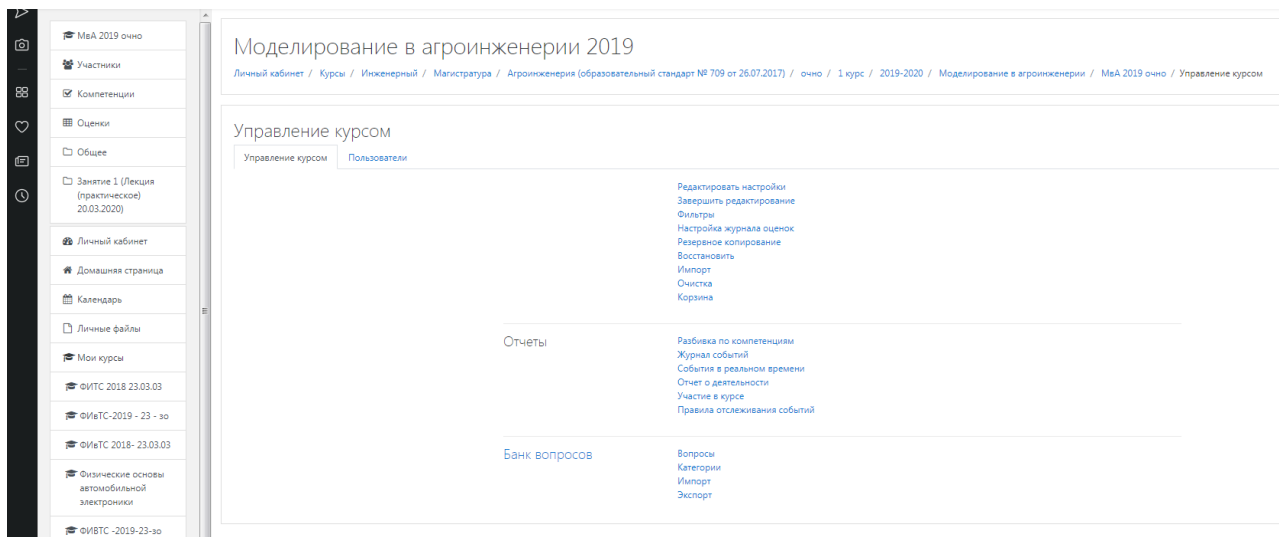 МвА 2019 очно
Участники
Компетенции
Оценки
Общее
Занятие 1 (Лекция
(практическое)
20.03.2020)
Личный кабинет
Домашняя страница
Календарь
Личные файлы
Мои курсы
ФИТС 2018 23.03.03
ФИвТС-2019 - 23 - зо
ФИвТС 2018- 23.03.03
Физические основы
автомобильной
электроники
ФИВТС -2019-23-зо
Моделирование в агроинженерии 2019
Личный кабинет / Курсы / Инженерный / Магистратура / Агроинженерия (образовательный стандарт № 709 от 26.07.2017) / очно / 1 курс / 2019-2020 / Моделирование в агроинженерии / МвА 2019 очно / Управление курсом
Управление курсом
Управление курсом Пользователи
Редактировать настройки
Завершить редактирование
Фильтры
Настройка журнала оценок
Резервное копирование
Восстановить
Импорт
Очистка
Корзина
Отчеты
Разбивка по компетенциям
Журнал событий
События в реальном времени
Отчет о деятельности
Участие в курсе
Правила отслеживания событий
Банк вопросов
Вопросы
Категории
Импорт
Экспорт